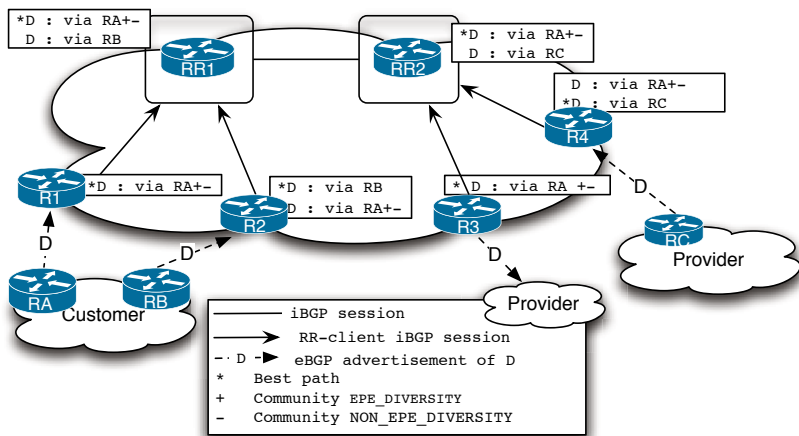 *D : via RA+-
D : via RB
RR1
RR2
*D : via RA+-
D : via RC
D : via RA+-
*D : via RC
R4
R1
*D : via RA+-
R2
*D : via RB
D : via RA+-
R3
* D : via RA +-
D
D
D
D
RA
RB
Customer
RC
Provider
Provider
iBGP session
RR-client iBGP session
- D - eBGP advertisement of D
* Best path
+ Community EPE_DIVERSITY
- Community NON_EPE_DIVERSITY